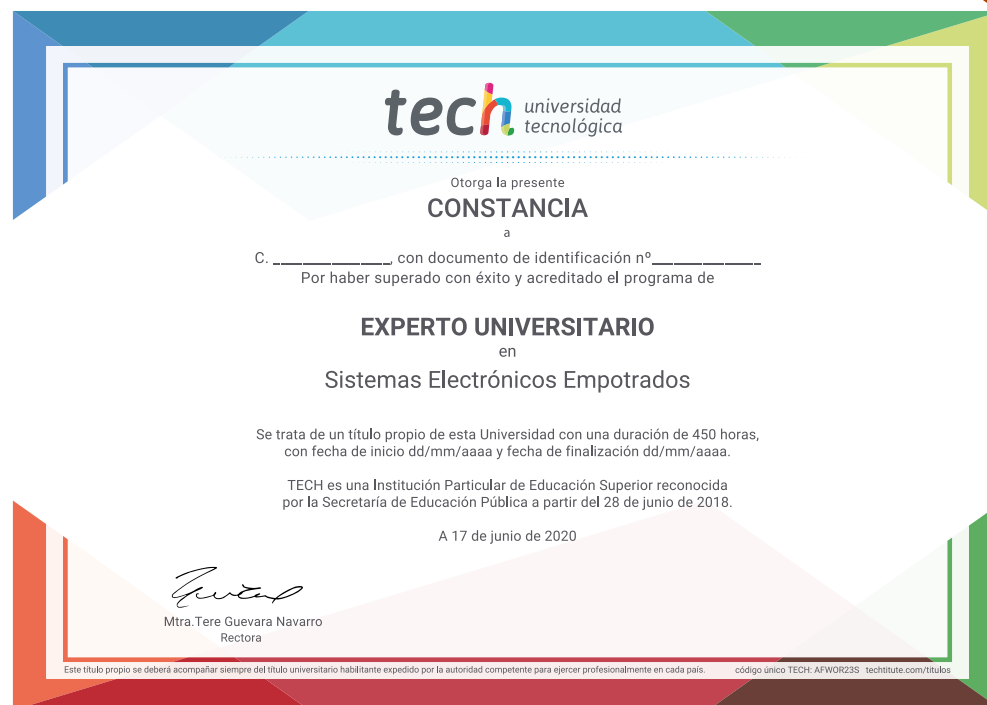 tech universidad
tecnológica
Otorga la presente
CONSTANCIA
a
C. ________________, con documento de identificación nº_______________
Por haber superado con éxito y acreditado el programa de
EXPERTO UNIVERSITARIO
en
Sistemas Electrónicos Empotrados
Se trata de un título propio de esta Universidad con una duración de 450 horas,
con fecha de inicio dd/mm/aaaa y fecha de finalización dd/mm/aaaa.
TECH es una Institución Particular de Educación Superior reconocida
por la Secretaría de Educación Pública a partir del 28 de junio de 2018.
A 17 de junio de 2020
Mtra.Tere Guevara Navarro
Rectora
Este título propio se deberá acompañar siempre del título universitario habilitante expedido por la autoridad competente para ejercer profesionalmente en cada país. código único TECH: AFWOR23S techtitute.com/titulos